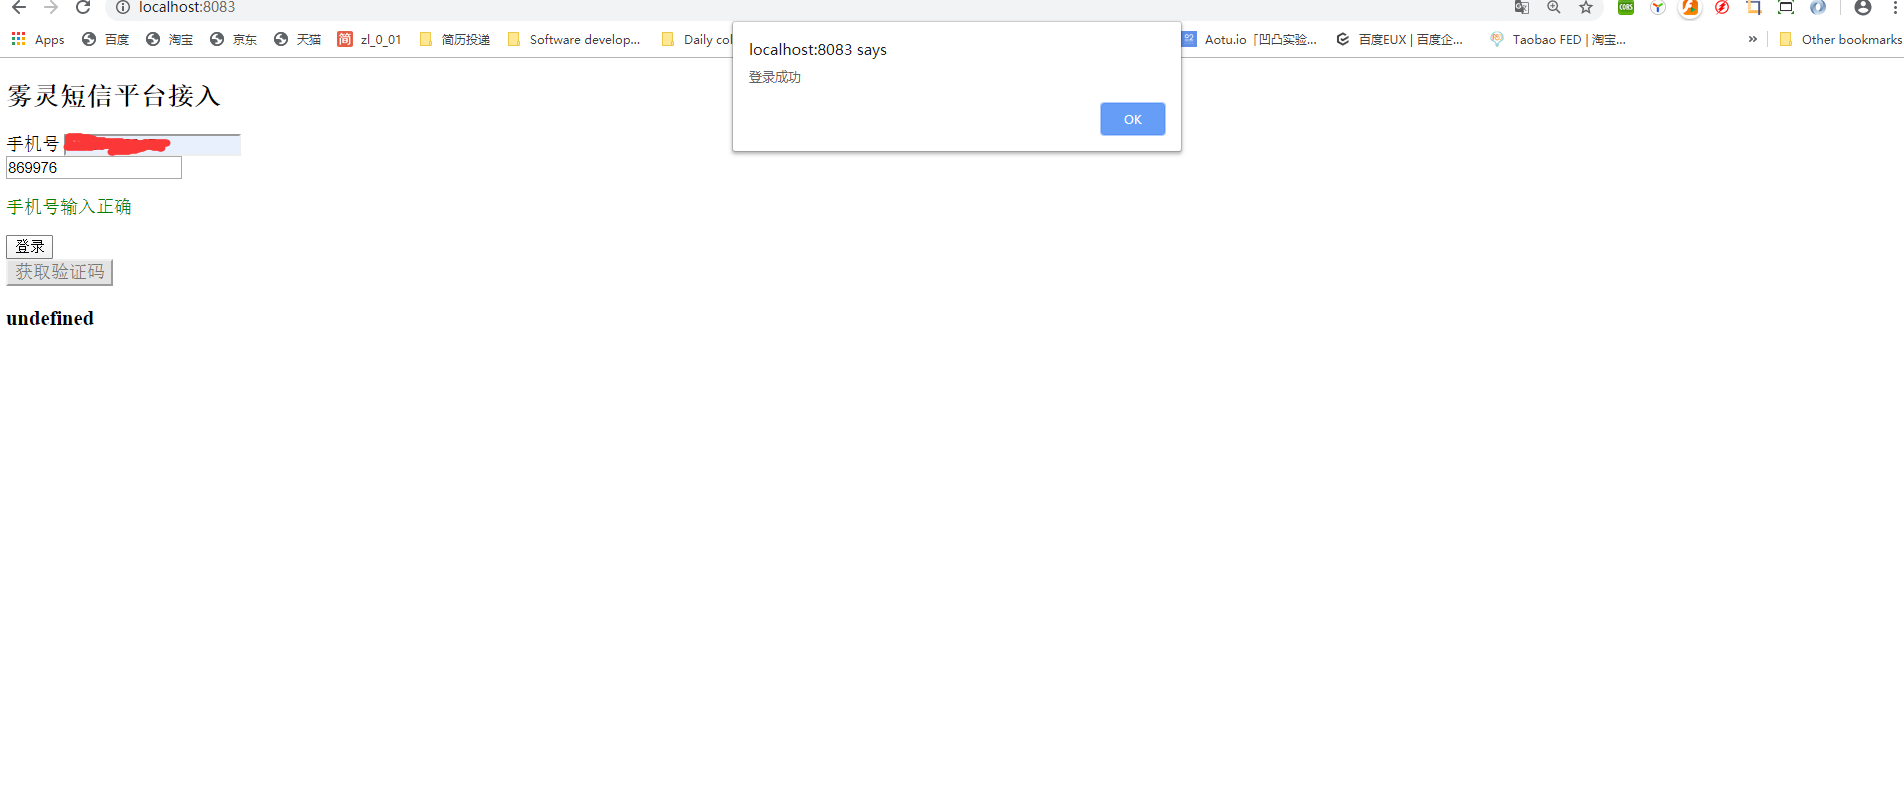 localhost:8083
Apps 百度 淘宝 京东 天猫 简 zl_0_01 简历投递 Software develop... Daily col Aotu.io「凹凸实验... 百度EUX | 百度企... Taobao FED | 淘宝... » Other bookmarks
localhost:8083 says
登录成功
OK
雾灵短信平台接入
手机号
869976
手机号输入正确
登录
获取验证码
undefined